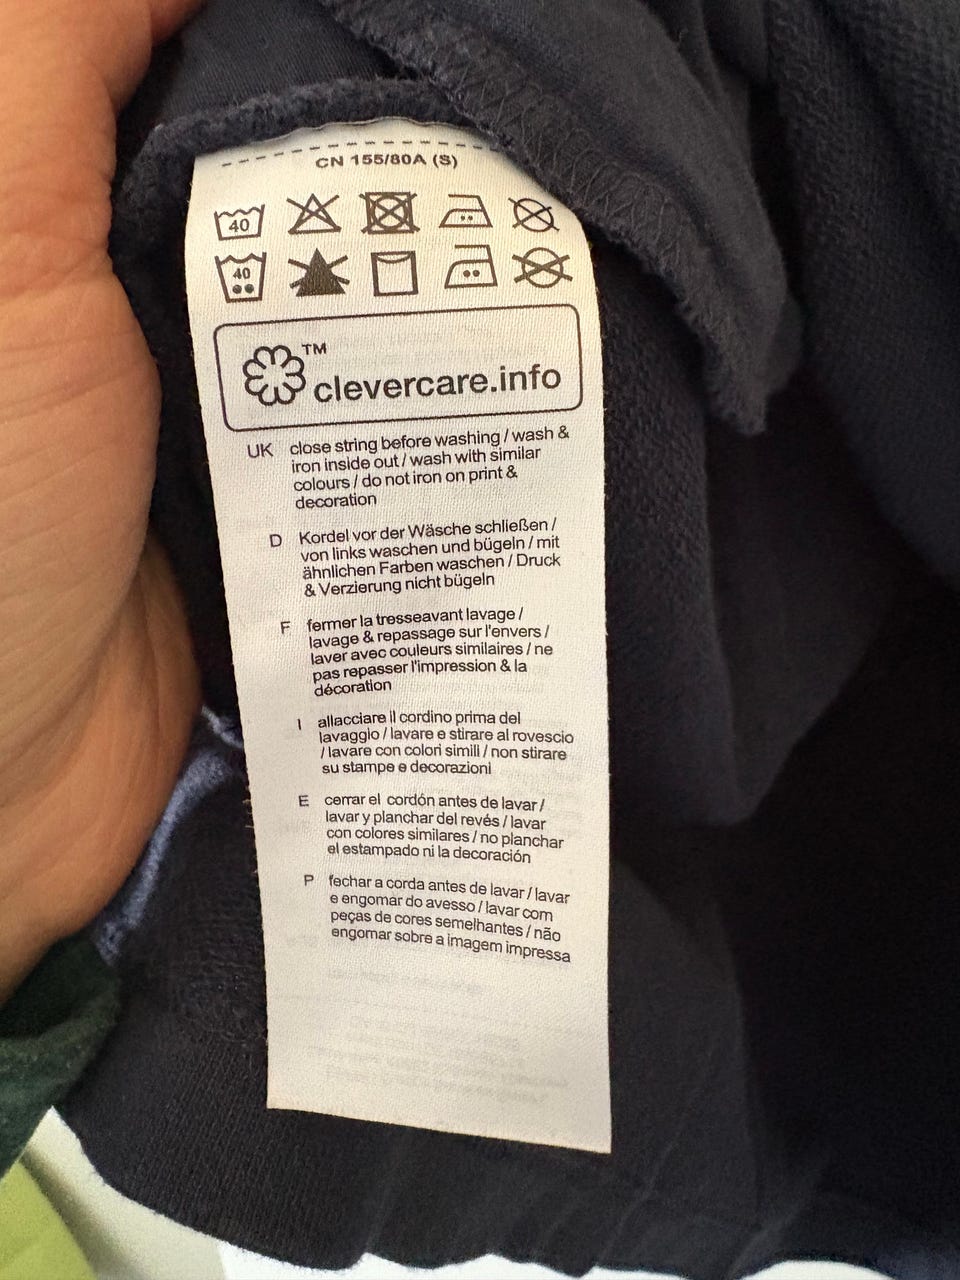 CN 155/80A (S)
40
40
TM
clevercare.info
UK close string before washing / wash &
iron inside out / wash with similar
colours / do not iron on print &
decoration
D Kordel vor der Wäsche schließen /
von links waschen und bügeln / mit
ähnlichen Farben waschen / Druck
& Verzierung nicht bügeln
F fermer la tresseavant lavage /
lavage & repassage sur l'envers /
laver avec couleurs similaires / ne
pas repasser l'impression & la
décoration
I allacciare il cordino prima del
lavaggio / lavare e stirare al rovescio
/ lavare con colori simili / non stirare
su stampe e decorazioni
E cerrar el cordón antes de lavar /
lavar y planchar del revés / lavar
con colores similares / no planchar
el estampado ni la decoración
P fechar a corda antes de lavar / lavar
e engomar do avesso / lavar com
peças de cores semelhantes / não
engomar sobre a imagem impressa